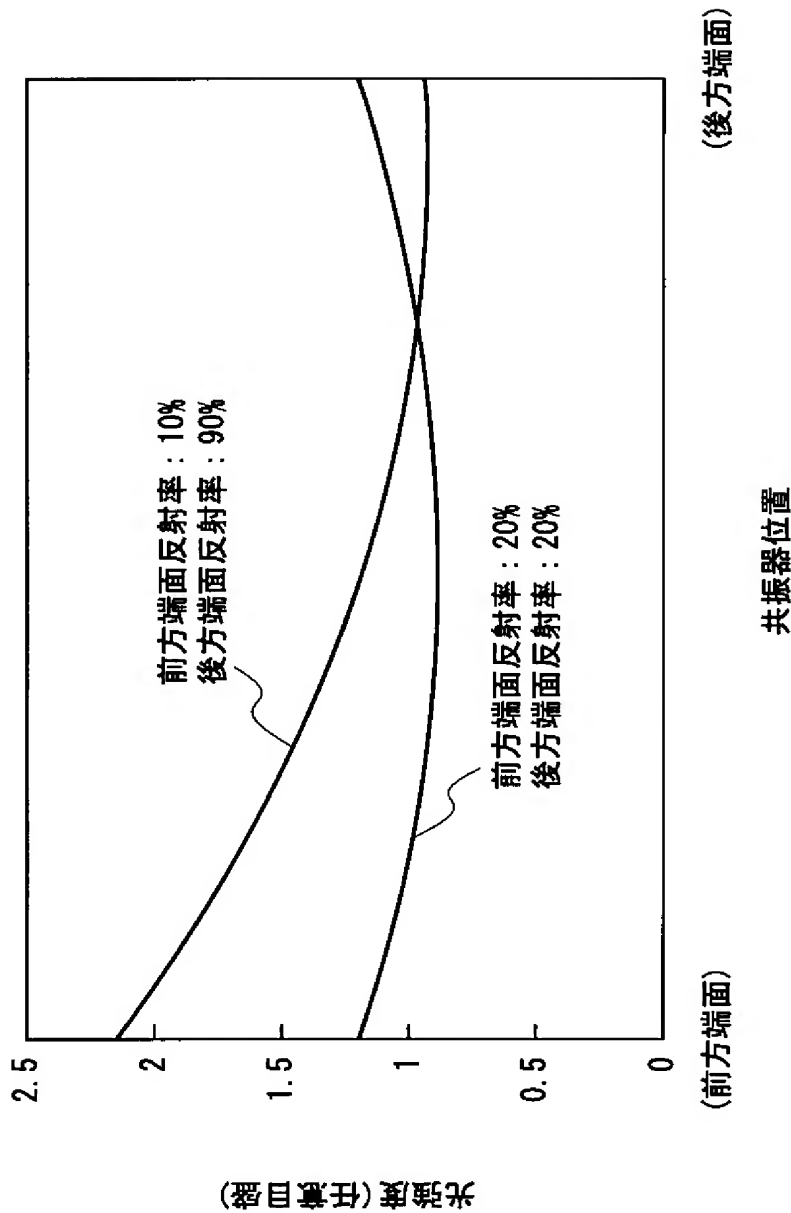 光強度(任意目盛)
2.5
2
1.5
1
0.5
0
前方端面反射率：10%
後方端面反射率：90%
前方端面反射率：20%
後方端面反射率：20%
(前方端面)
(後方端面)
共振器位置